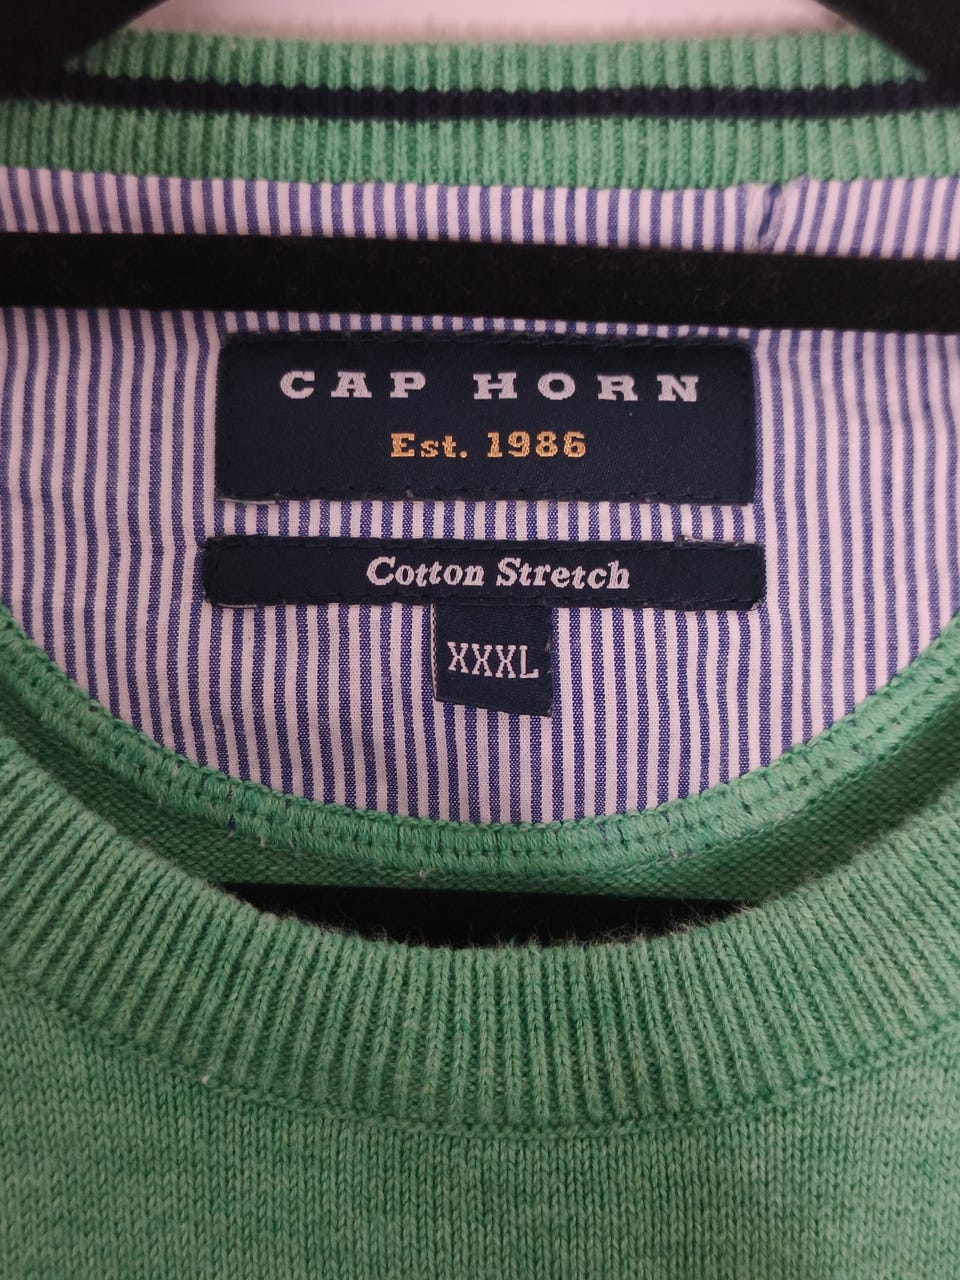 CAP HORN
Est. 1986
Cotton Stretch
XXXL